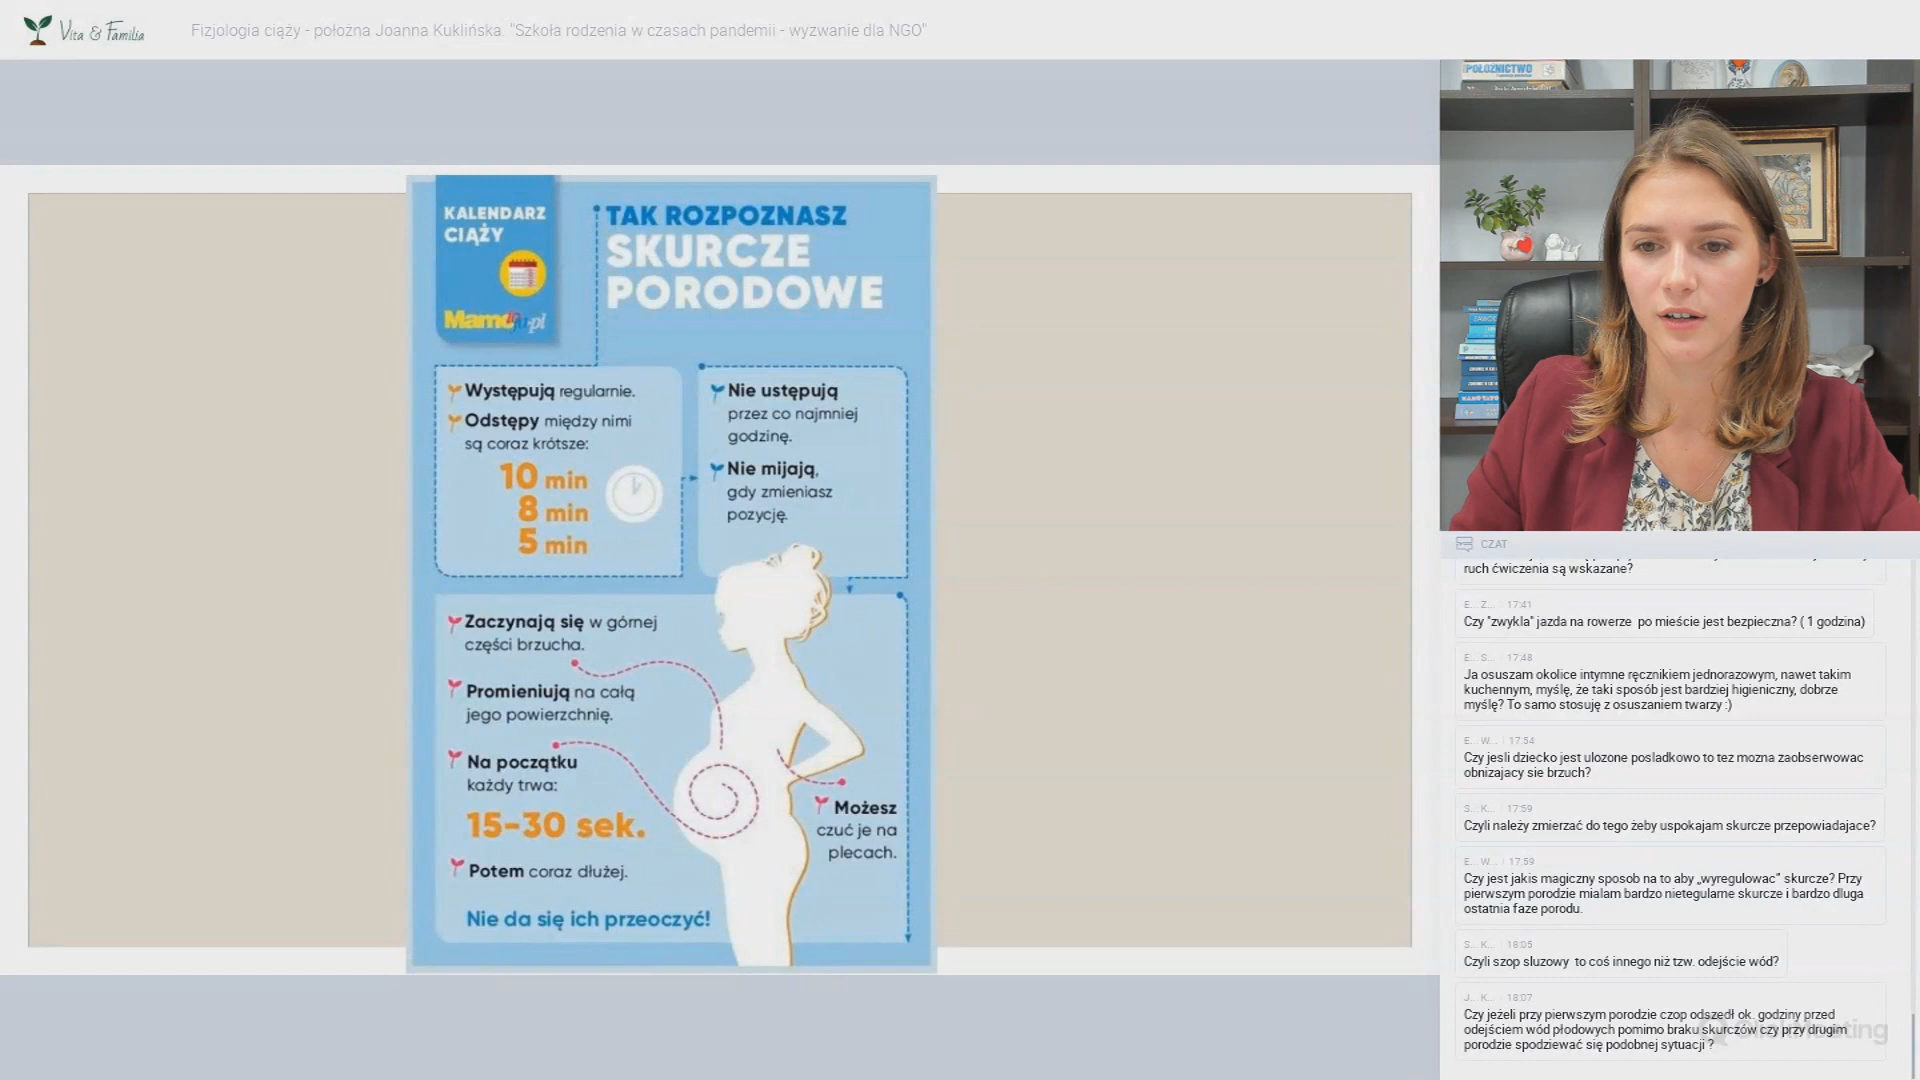 Vita & Familia
Fizjologia ciąży - położna Joanna Kuklińska. "Szkoła rodzenia w czasach pandemii - wyzwanie dla NGO"
KALENDARZ
CIĄŻY
TAK ROZPOZNASZ
SKURCZE
PORODOWE
Występują regularnie.
Odstępy między nimi
są coraz krótsze:
10 min
8 min
5 min
Nie ustępują
przez co najmniej
godzinę.
Nie mijają,
gdy zmieniasz
pozycję.
Zaczynają się w górnej
części brzucha.
Promieniują na całą
jego powierzchnię.
Na początku
każdy trwa:
15-30 sek.
Potem coraz dłużej.
Możesz
czuć je na
plecach.
Nie da się ich przeoczyć!
POŁOŻNICTWO
CZAT
ruch ćwiczenia są wskazane?
E... Z... 17:41
Czy "zwykla" jazda na rowerze po mieście jest bezpieczna? ( 1 godzina)
E... S... 17:48
Ja osuszam okolice intymne ręcznikiem jednorazowym, nawet takim
kuchennym, myślę, że taki sposób jest bardziej higieniczny, dobrze
myślę? To samo stosuję z osuszaniem twarzy :)
E... W... 17:54
Czy jesli dziecko jest ulozone posladkowo to tez mozna zaobserwowac
obnizajacy sie brzuch?
S... K... 17:59
Czyli należy zmierzać do tego żeby uspokajam skurcze przepowiadajace?
E... W... 17:59
Czy jest jakis magiczny sposob na to aby „wyregulowac” skurcze? Przy
pierwszym porodzie mialam bardzo nietegularne skurcze i bardzo dluga
ostatnia faze porodu.
S... K... 18:05
Czyli szop sluzowy to coś innego niż tzw. odejście wód?
J... K... 18:07
Czy jeżeli przy pierwszym porodzie czop odszedł ok. godziny przed
odejściem wód płodowych pomimo braku skurczów czy przy drugim
porodzie spodziewać się podobnej sytuacji ?
ClickMeeting